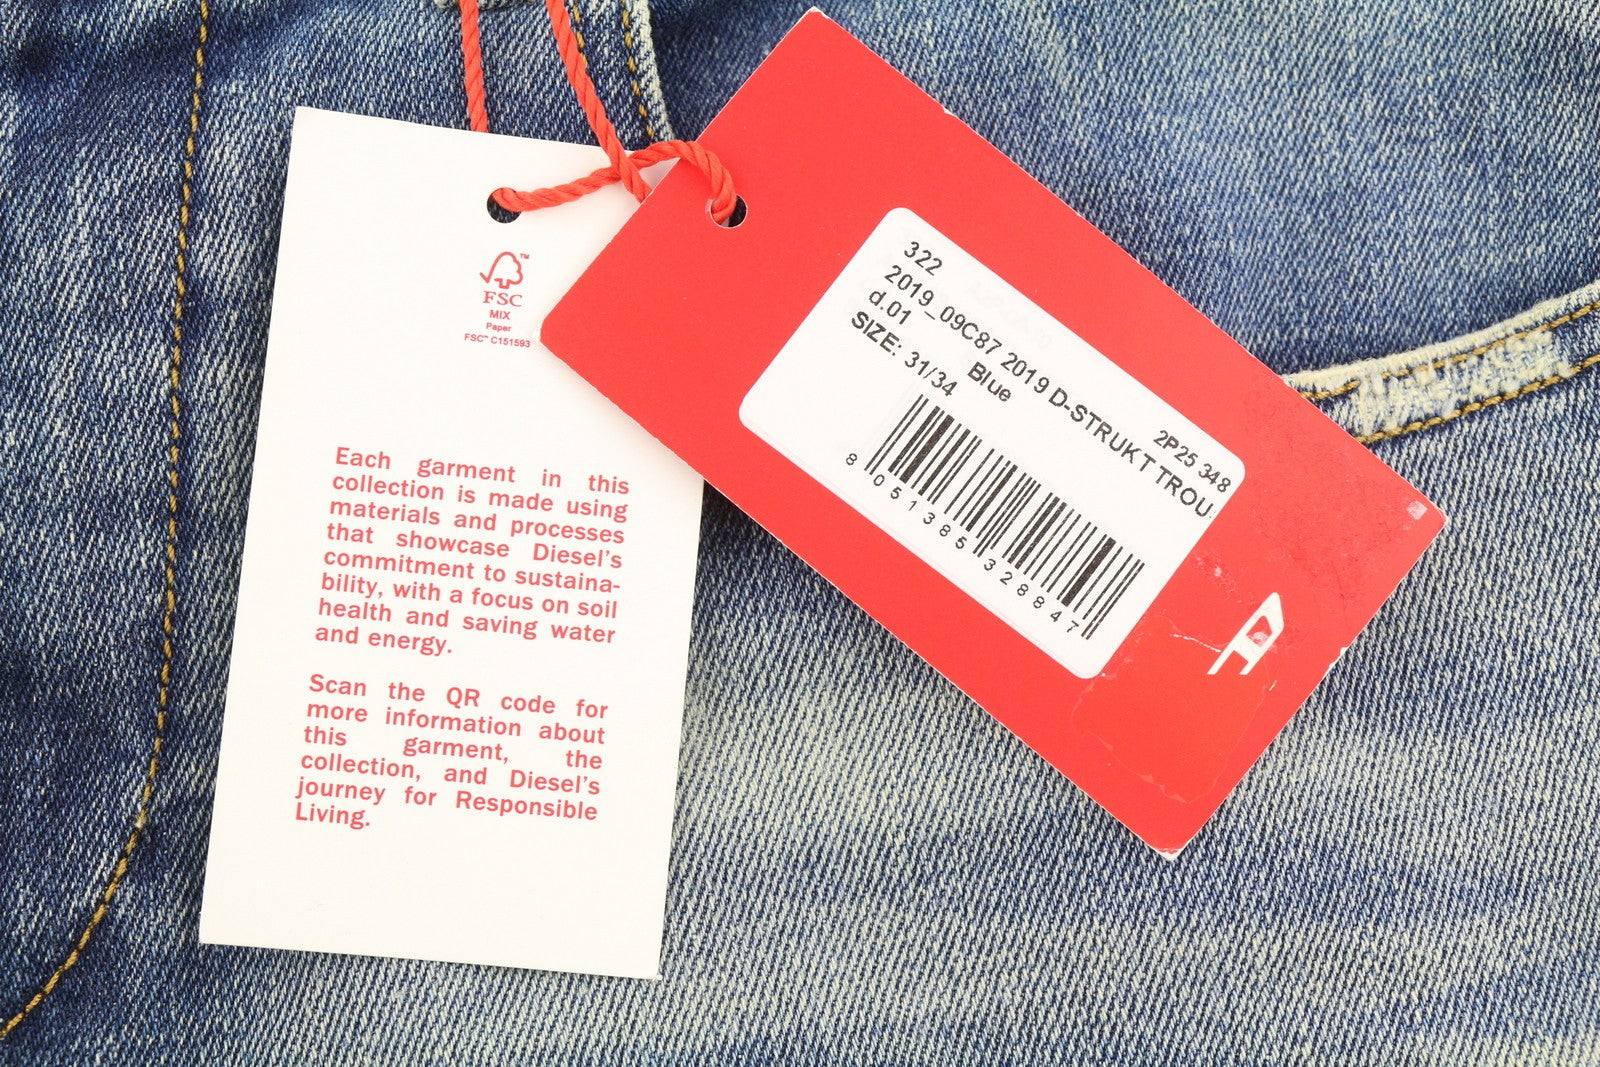 FSC™
MIX
Paper
FSC™ C151593
Each garment in this
collection is made using
materials and processes
that showcase Diesel's
commitment to sustaina-
bility, with a focus on soil
health and saving water
and energy.
Scan the QR code for
more information about
this garment, the
collection, and Diesel's
journey for Responsible
Living.
322
2P25 348
2019_09C87 2019 D-STRUKT TROU
d.01 Blue
SIZE: 31/34
8 051385 328847
D